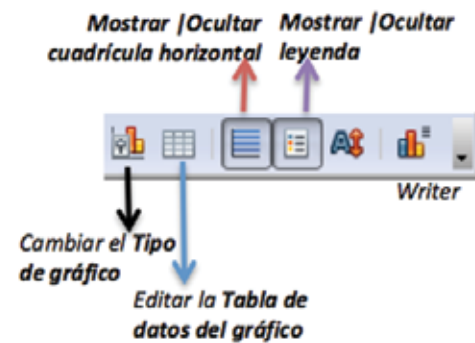 Mostrar |Ocultar
cuadrícula horizontal
Mostrar |Ocultar
leyenda
Writer
Cambiar el Tipo
de gráfico
Editar la Tabla de
datos del gráfico